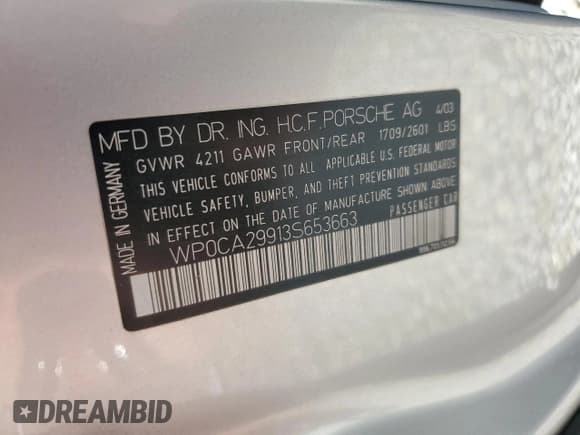 MFD BY DR. ING. H.C.F.PORSCHE AG 4/03
GVWR 4211 GAWR FRONT/REAR 1709/2601 LBS
THIS VEHICLE CONFORMS TO ALL APPLICABLE U.S. FEDERAL MOTOR
VEHICLE SAFETY, BUMPER, AND THEFT PREVENTION STANDARDS
IN EFFECT ON THE DATE OF MANUFACTURE SHOWN ABOVE
WP0CA29913S653663 PASSENGER CAR
MADE IN GERMANY
DREAMBID